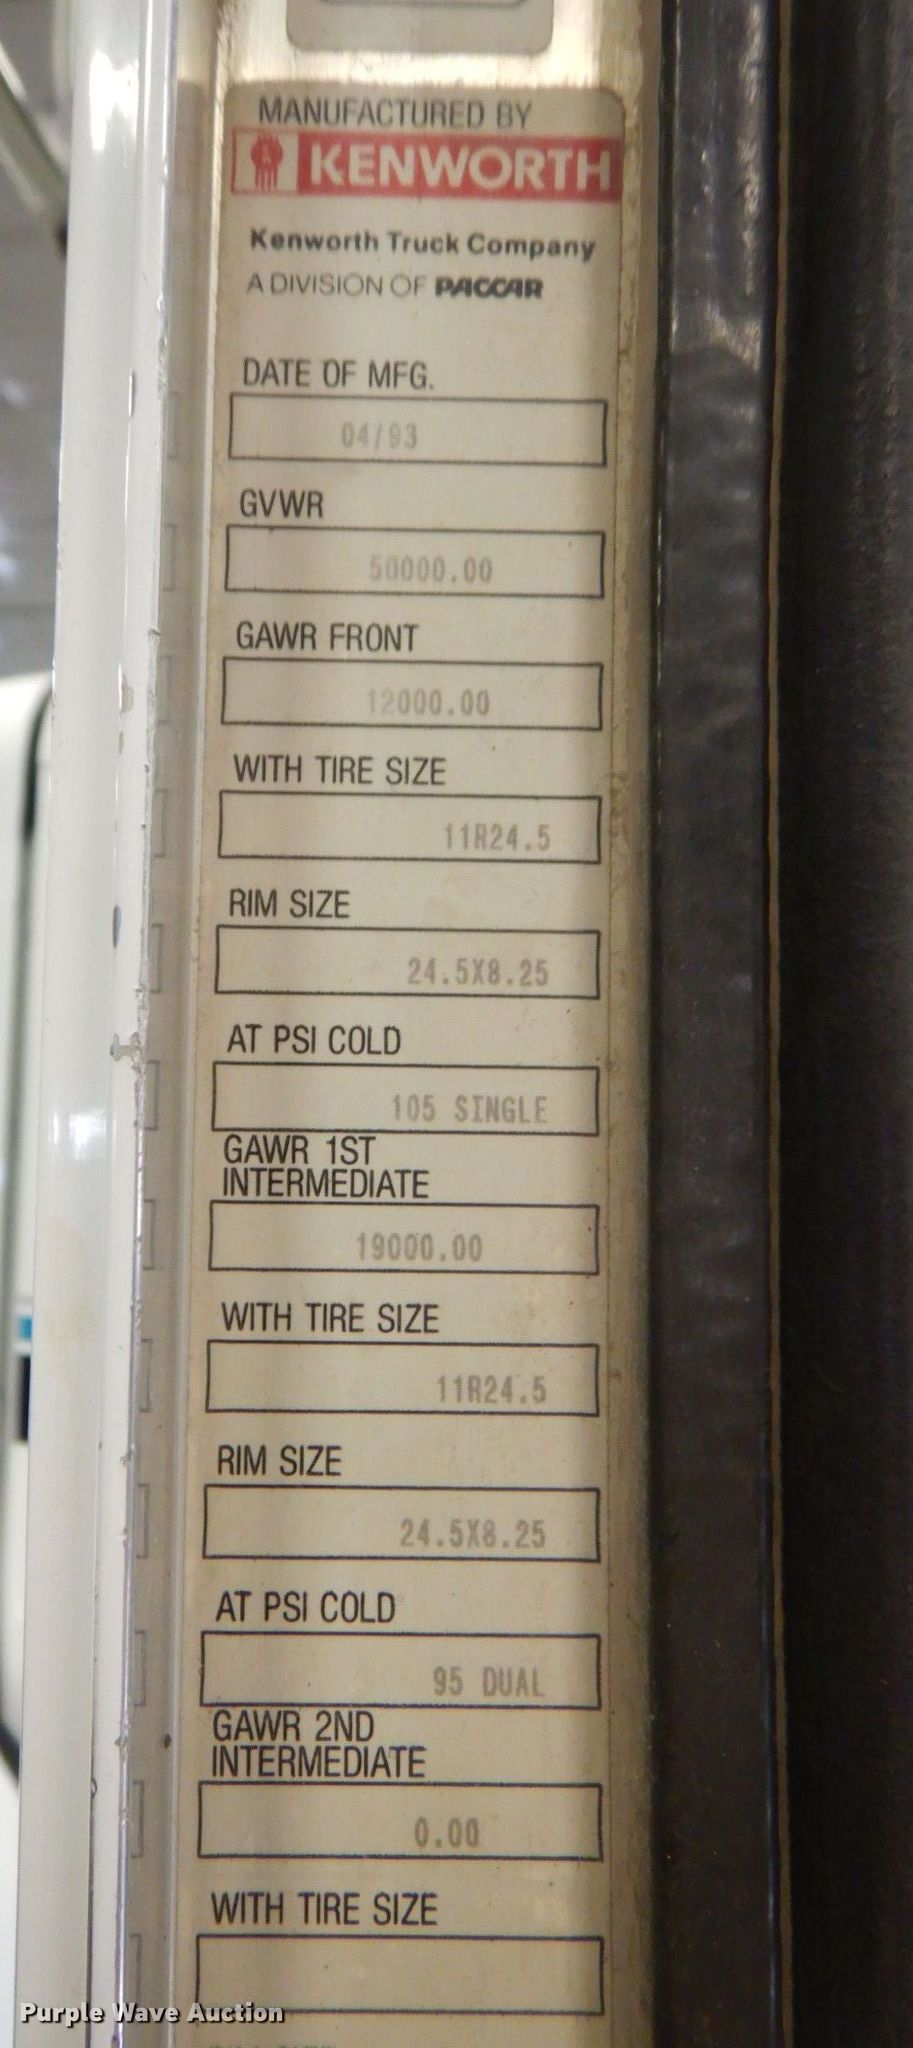 MANUFACTURED BY
KENWORTH
Kenworth Truck Company
A DIVISION OF PACCAR
DATE OF MFG.
04/93
GVWR
50000.00
GAWR FRONT
12000.00
WITH TIRE SIZE
11R24.5
RIM SIZE
24.5X8.25
AT PSI COLD
105 SINGLE
GAWR 1ST
INTERMEDIATE
19000.00
WITH TIRE SIZE
11R24.5
RIM SIZE
24.5X8.25
AT PSI COLD
95 DUAL
GAWR 2ND
INTERMEDIATE
0.00
WITH TIRE SIZE
Purple Wave Auction